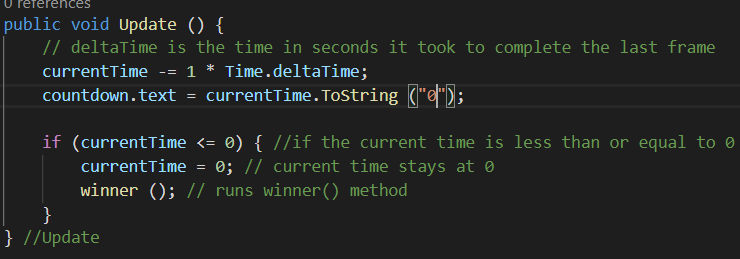 0 references
public void Update () {
// deltaTime is the time in seconds it took to complete the last frame
currentTime -= 1 * Time.deltaTime;
countdown.text = currentTime.ToString ("0");
if (currentTime <= 0) { //if the current time is less than or equal to 0
currentTime = 0; // current time stays at 0
winner (); // runs winner() method
}
} //Update